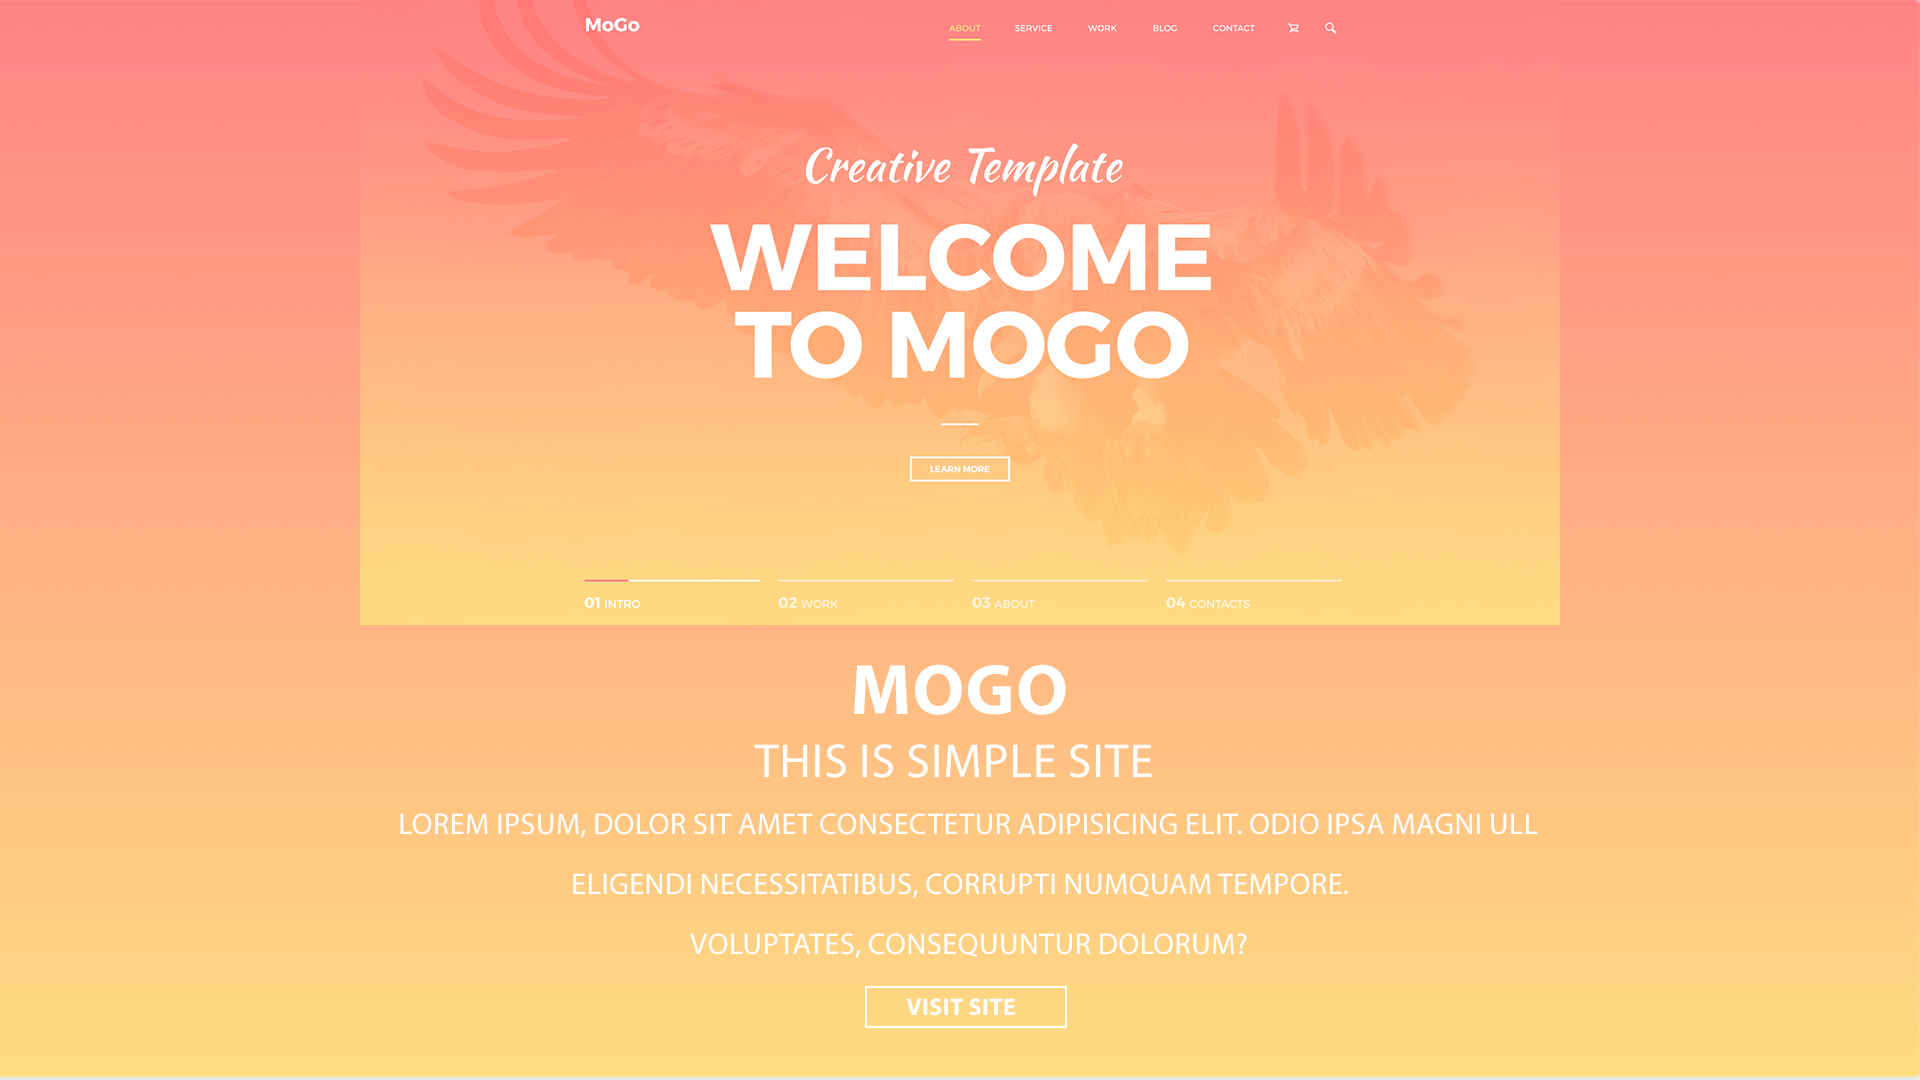 MoGo
ABOUT SERVICE WORK BLOG CONTACT
Creative Template
WELCOME
TO MOGO
LEARN MORE
01 INTRO 02 WORK 03 ABOUT 04 CONTACTS
MOGO
THIS IS SIMPLE SITE
LOREM IPSUM, DOLOR SIT AMET CONSECTETUR ADIPISICING ELIT. ODIO IPSA MAGNI ULL
ELIGENDI NECESSITATIBUS, CORRUPTI NUMQUAM TEMPORE.
VOLUPTATES, CONSEQUUNTUR DOLORUM?
VISIT SITE